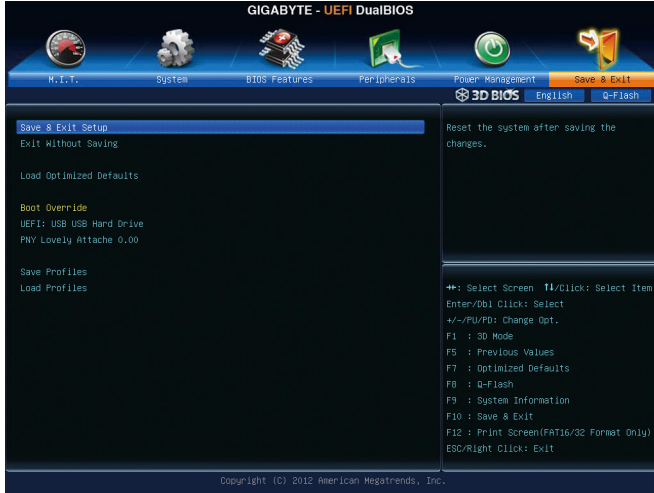 GIGABYTE - UEFI DualBIOS
M.I.T.
System
BIOS Features
Peripherals
Power Management
Save & Exit
3D BIOS
English
Q-Flash
Save & Exit Setup
Exit Without Saving
Load Optimized Defaults
Boot Override
UEFI: USB USB Hard Drive
PNY Lovely Attache 0.00
Save Profiles
Load Profiles
Reset the system after saving the
changes.
→←: Select Screen ↑↓/Click: Select Item
Enter/Dbl Click: Select
+/-/PU/PD: Change Opt.
F1 : 3D Mode
F5 : Previous Values
F7 : Optimized Defaults
F8 : Q-Flash
F9 : System Information
F10 : Save & Exit
F12 : Print Screen(FAT16/32 Format Only)
ESC/Right Click: Exit
Copyright (C) 2012 American Megatrends, Inc.